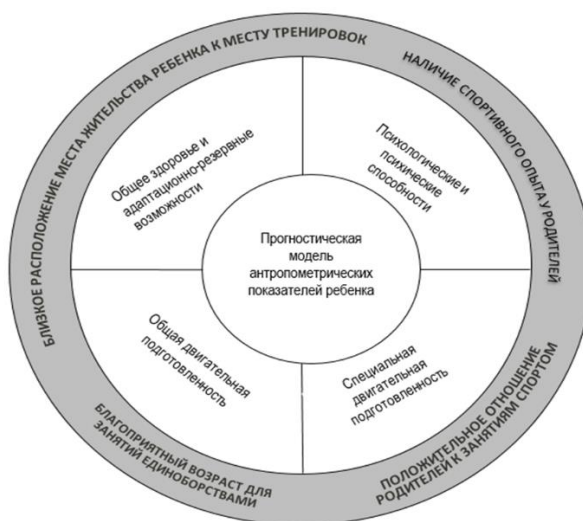 БЛИЗКОЕ РАСПОЛОЖЕНИЕ МЕСТА ЖИТЕЛЬСТВА РЕБЕНКА К МЕСТУ ТРЕНИРОВОК
НАЛИЧИЕ СПОРТИВНОГО ОПЫТА У РОДИТЕЛЕЙ
Общее здоровье и
адаптационно-резервные
возможности
Психологические и
психические
способности
Прогностическая
модель
антропометрических
показателей ребенка
Общая двигательная
подготовленность
Специальная
двигательная
подготовленность
БЛАГОПРИЯТНЫЙ ВОЗРАСТ ДЛЯ
ЗАНЯТИЙ ЕДИНОБОРСТВАМИ
ПОЛОЖИТЕЛЬНОЕ ОТНОШЕНИЕ
РОДИТЕЛЕЙ К ЗАНЯТИЯМ СПОРТОМ